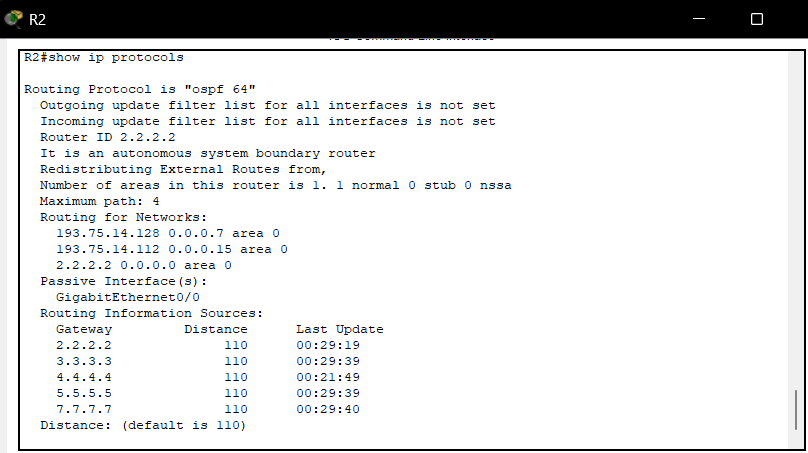 R2
R2#show ip protocols
Routing Protocol is "ospf 64"
Outgoing update filter list for all interfaces is not set
Incoming update filter list for all interfaces is not set
Router ID 2.2.2.2
It is an autonomous system boundary router
Redistributing External Routes from,
Number of areas in this router is 1. 1 normal 0 stub 0 nssa
Maximum path: 4
Routing for Networks:
193.75.14.128 0.0.0.7 area 0
193.75.14.112 0.0.0.15 area 0
2.2.2.2 0.0.0.0 area 0
Passive Interface(s):
GigabitEthernet0/0
Routing Information Sources:
Gateway Distance Last Update
2.2.2.2 110 00:29:19
3.3.3.3 110 00:29:39
4.4.4.4 110 00:21:49
5.5.5.5 110 00:29:39
7.7.7.7 110 00:29:40
Distance: (default is 110)